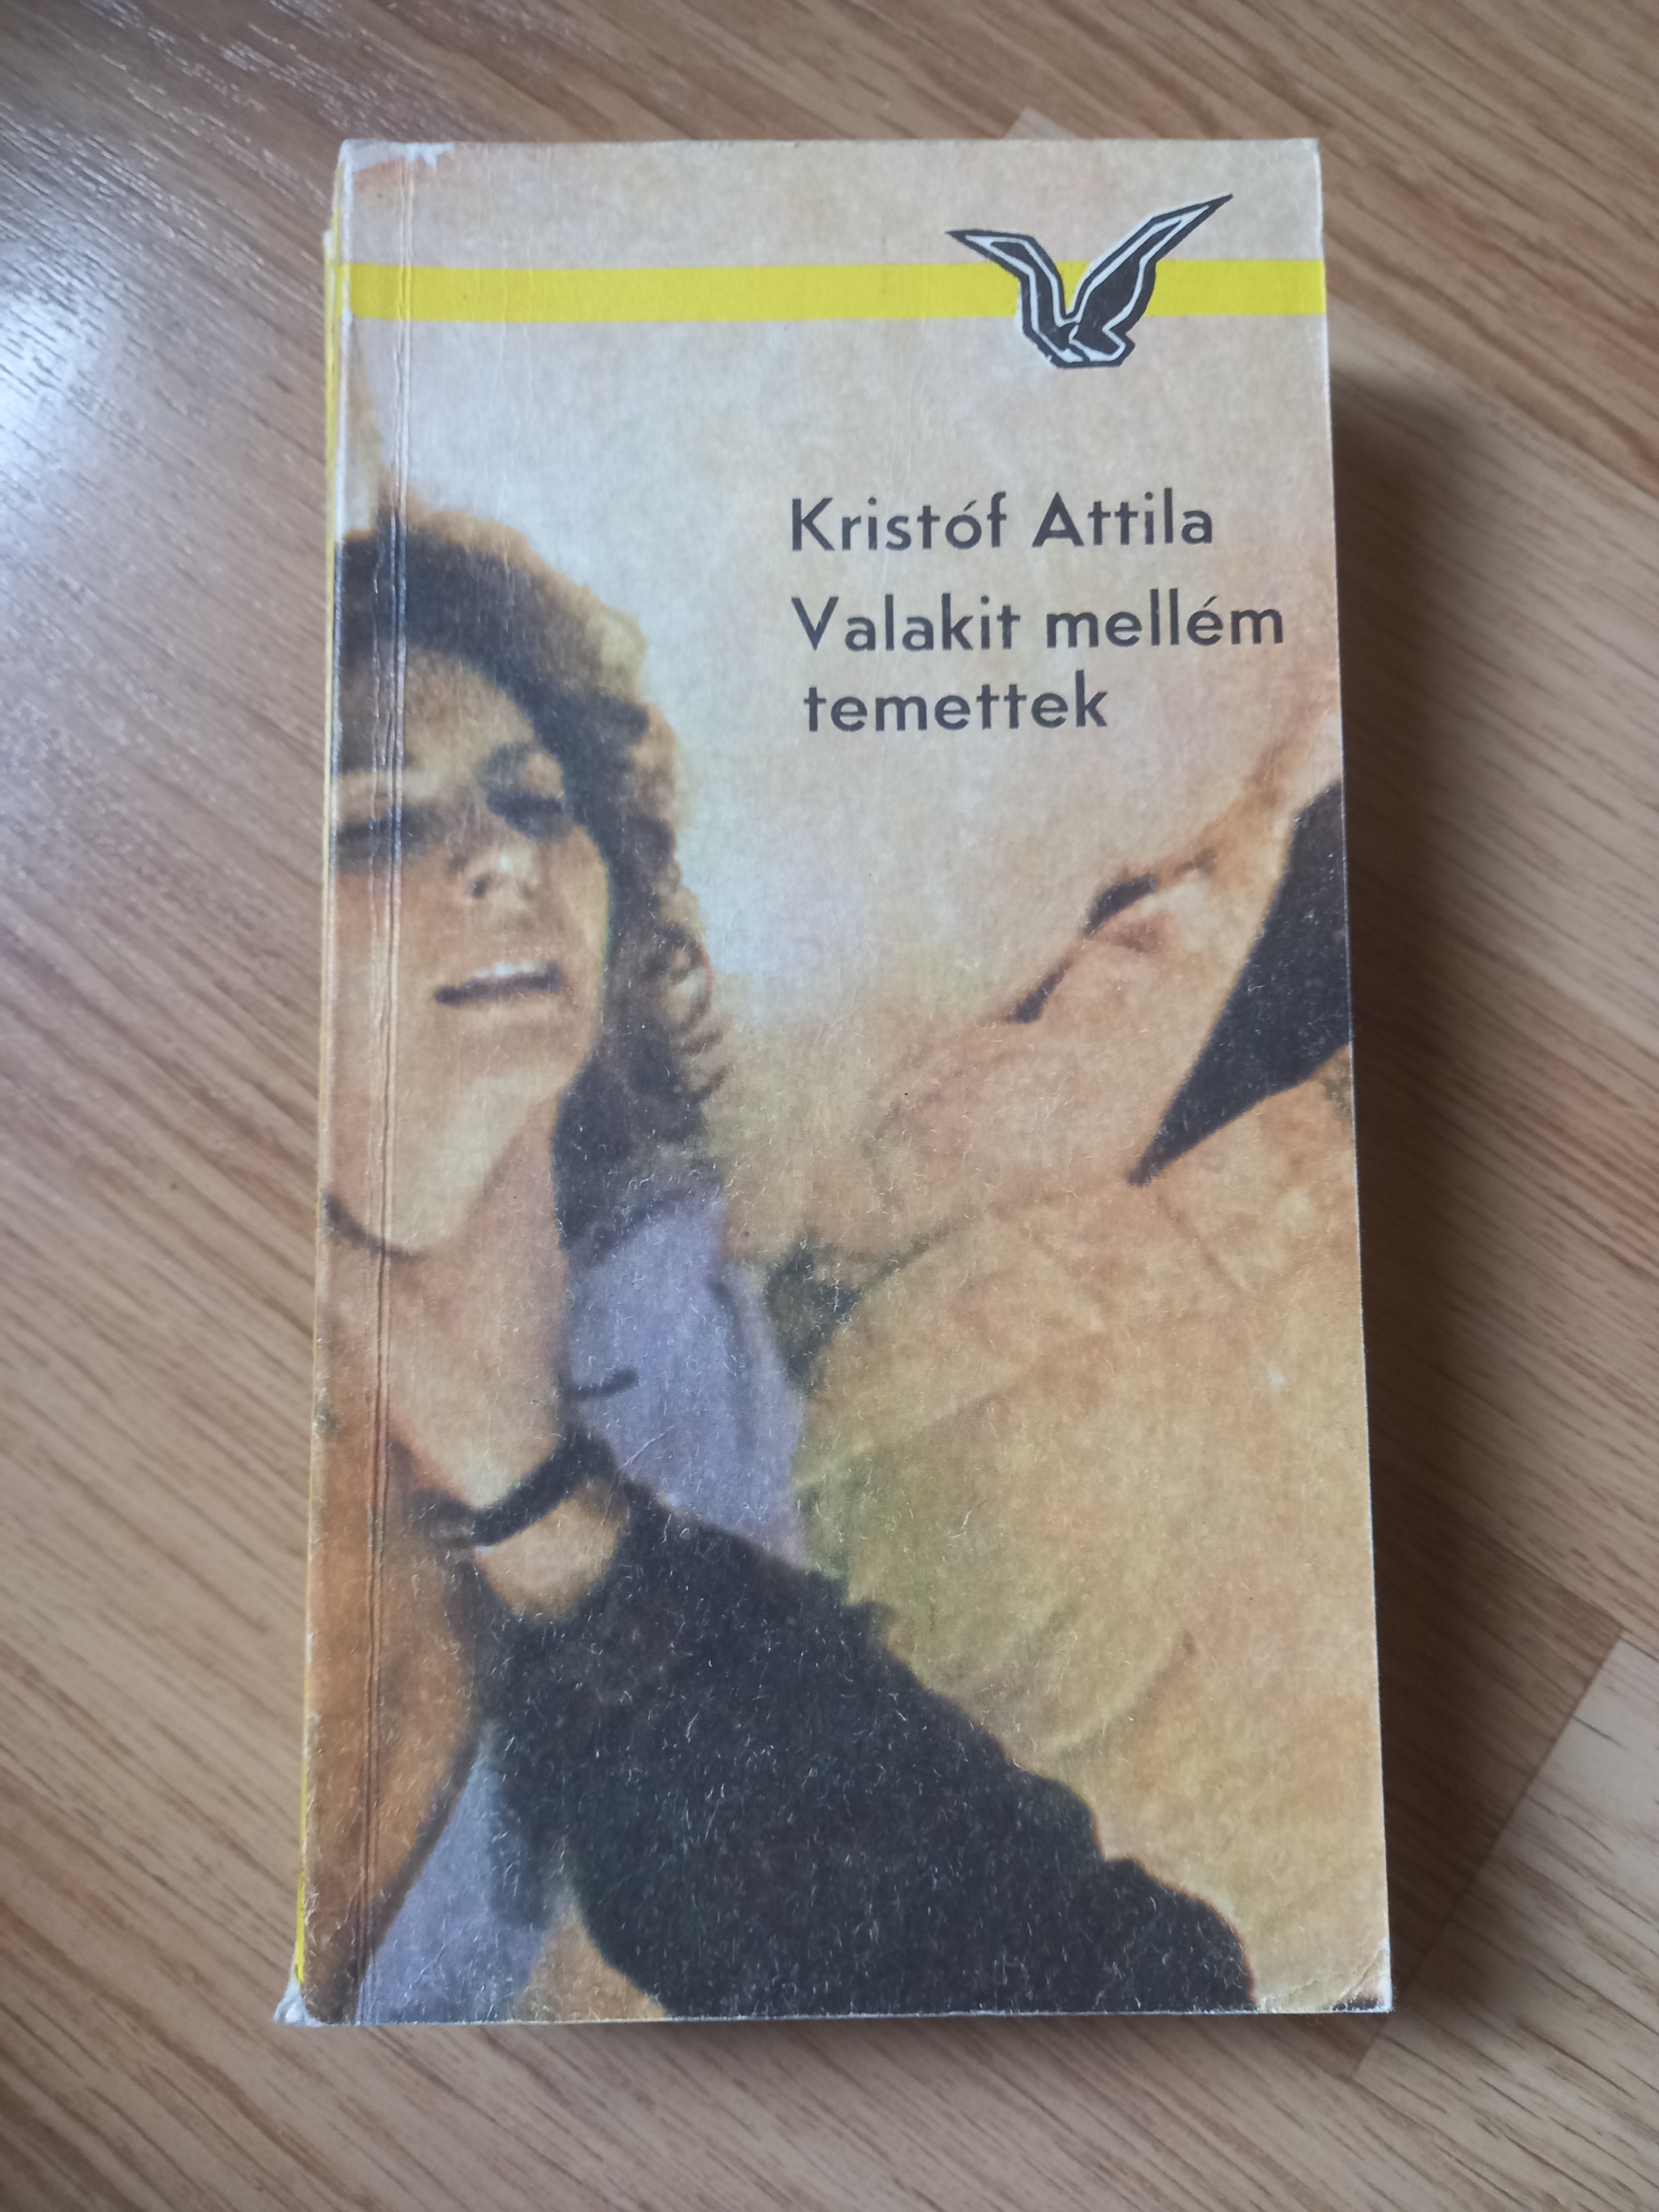 Kristóf Attila
Valakit mellém
temettek